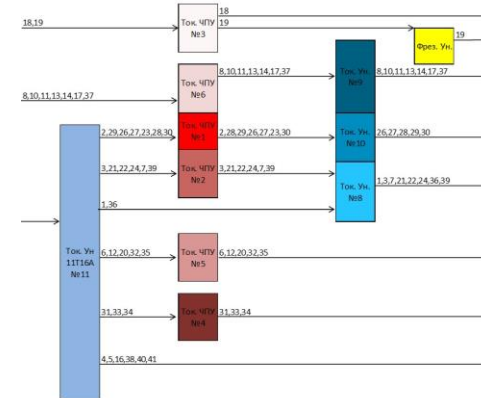 18
18,19
19
Ток. ЧПУ
№3
Фрез. Ун.
19
8,10,11,13,14,17,37
Ток. ЧПУ
№6
8,10,11,13,14,17,37
Ток. Ун.
№9
8,10,11,13,14,17,37
2,29,26,27,23,28,30
Ток. ЧПУ
№1
2,28,29,26,27,23,30
Ток. Ун.
№10
26,27,28,29,30
3,21,22,24,7,39
Ток. ЧПУ
№2
3,21,22,24,7,39
Ток. Ун.
№8
1,3,7,21,22,24,36,39
1,36
Ток. Ун
11Т16А
№11
6,12,20,32,35
Ток. ЧПУ
№5
6,12,20,32,35
31,33,34
Ток. ЧПУ
№4
31,33,34
4,5,16,38,40,41